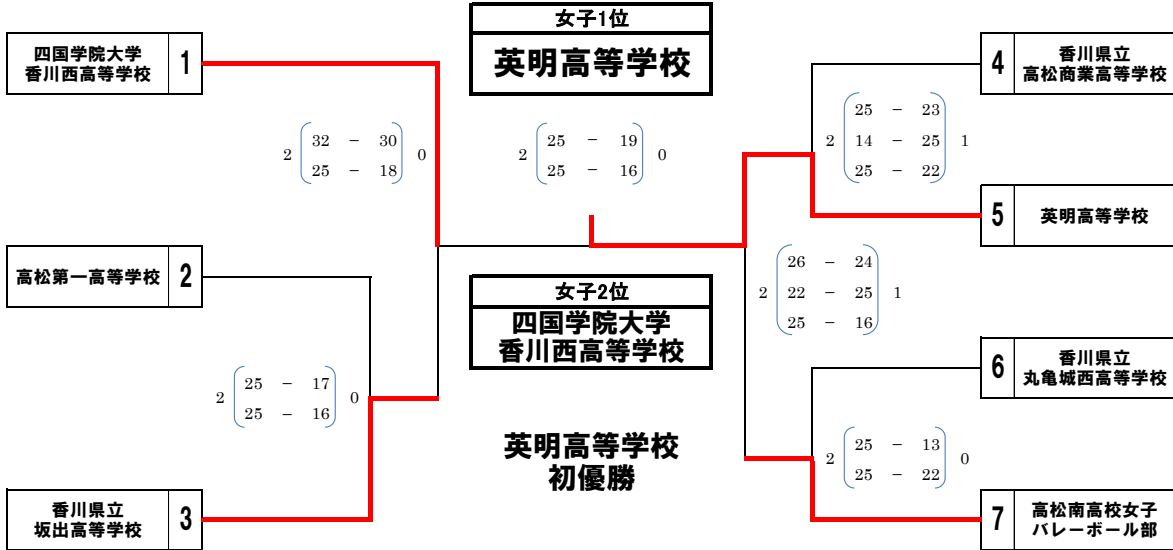 女子1位
英明高等学校
四国学院大学
香川西高等学校
1
4
香川県立
高松商業高等学校
2
32 － 30
25 － 18
0
2
25 － 19
25 － 16
0
2
25 － 23
14 － 25
25 － 22
1
5
英明高等学校
高松第一高等学校
2
女子2位
四国学院大学
香川西高等学校
2
26 － 24
22 － 25
25 － 16
1
2
25 － 17
25 － 16
0
6
香川県立
丸亀城西高等学校
英明高等学校
初優勝
2
25 － 13
25 － 22
0
香川県立
坂出高等学校
3
7
高松南高校女子
バレーボール部